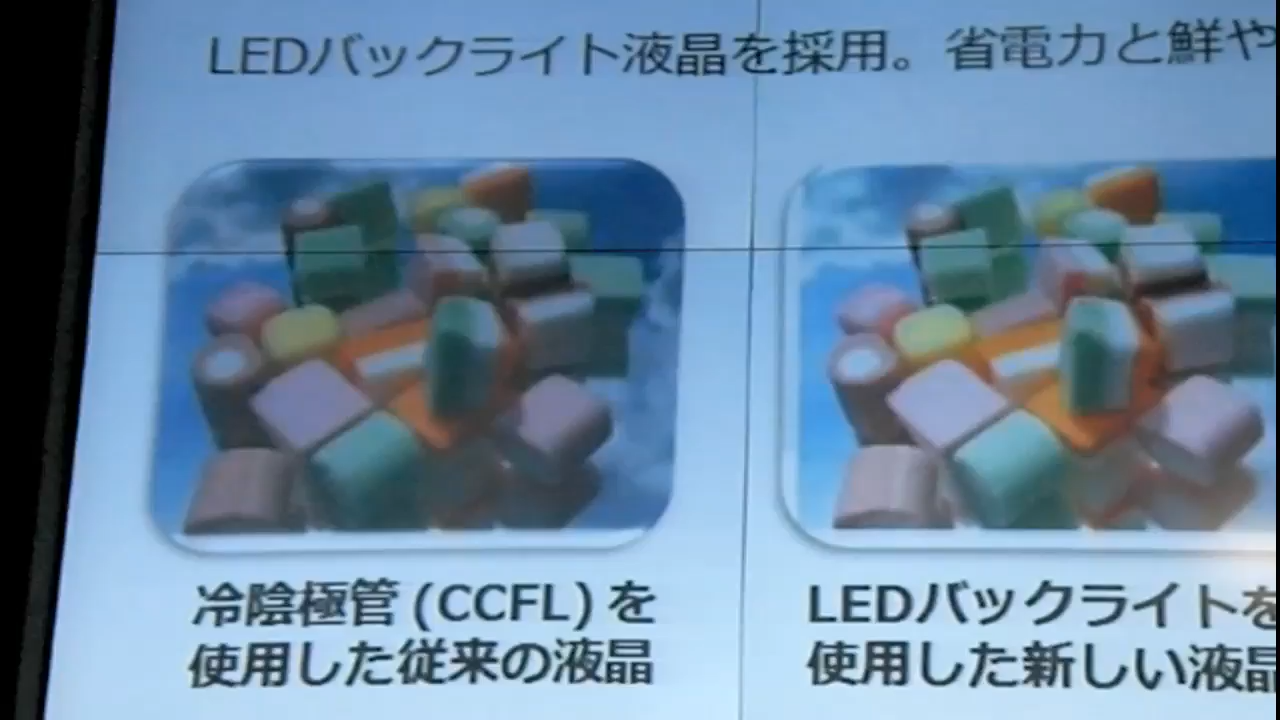 LEDバックライト液晶を採用。省電力と鮮や
冷陰極管(CCFL)を
使用した従来の液晶
LEDバックライトを
使用した新しい液晶